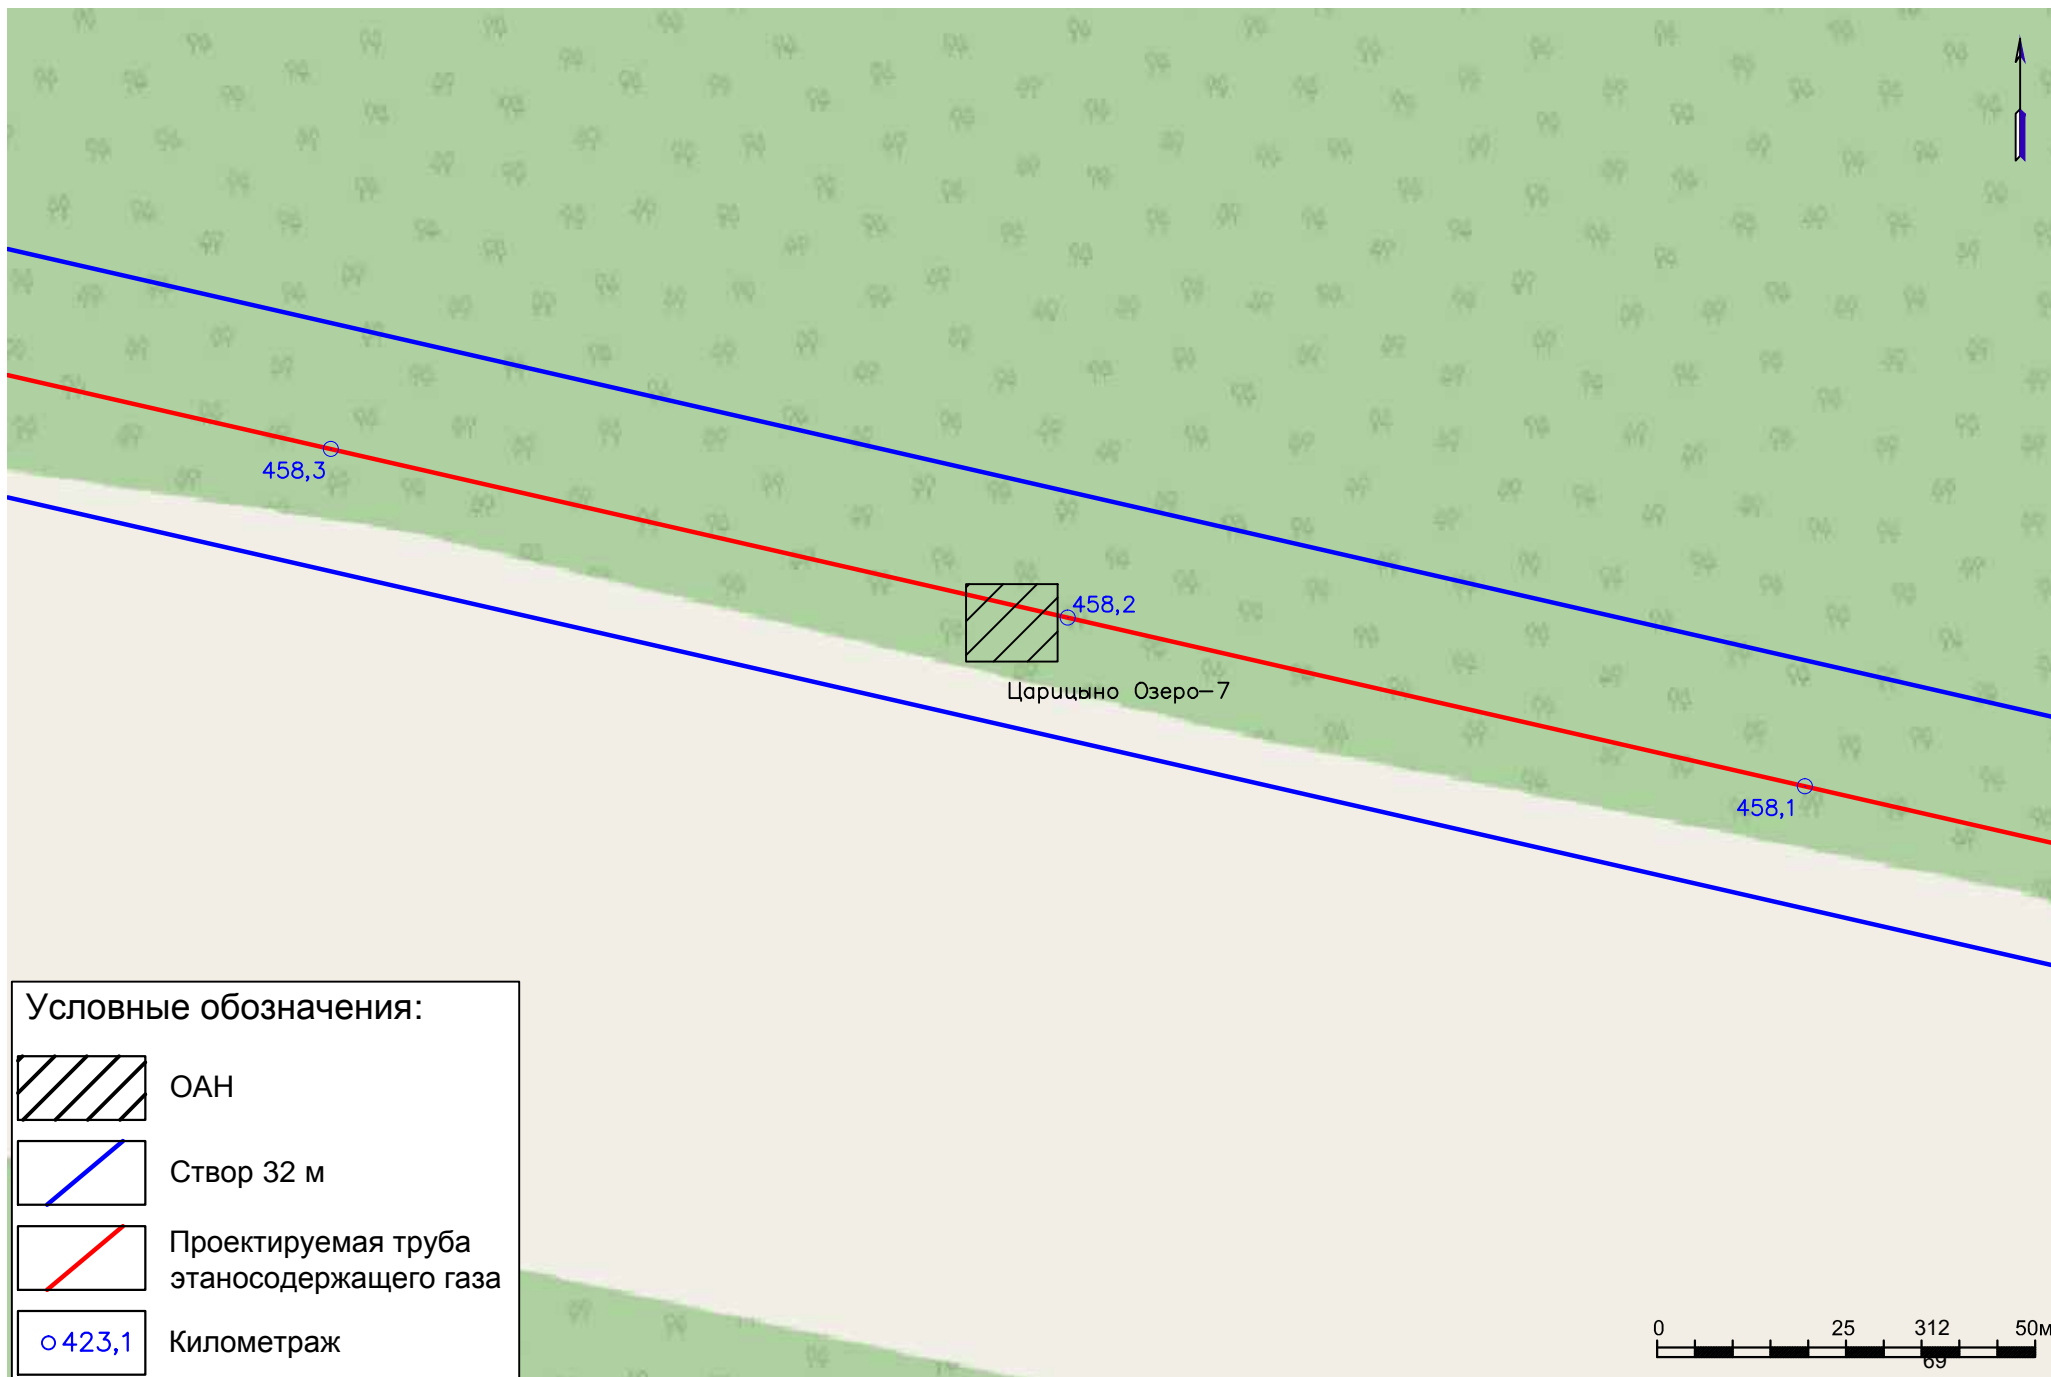 458,3
458,2
Царицыно Озеро-7
458,1
Условные обозначения:
ОАН
Створ 32 м
Проектируемая труба
этаносодержащего газа
423,1 Километраж
0 25 312 50м
69